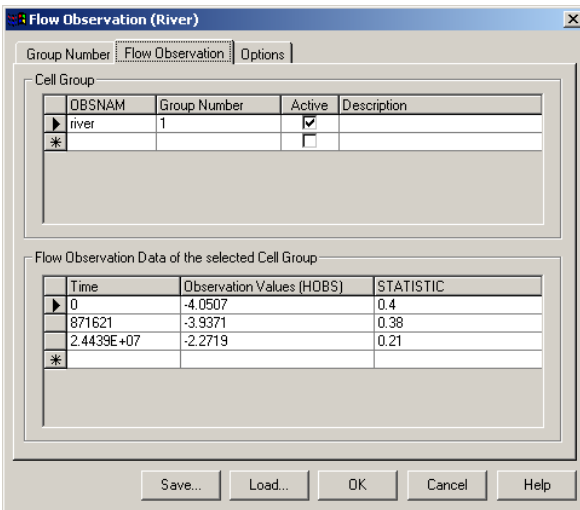 Flow Observation (River)
Group Number Flow Observation Options
Cell Group
OBSNAM Group Number Active Description
river 1
Flow Observation Data of the selected Cell Group
Time Observation Values (HOBS) STATISTIC
0 -4.0507 0.4
871621 -3.9371 0.38
2.4439E+07 -2.2719 0.21
Save... Load... OK Cancel Help